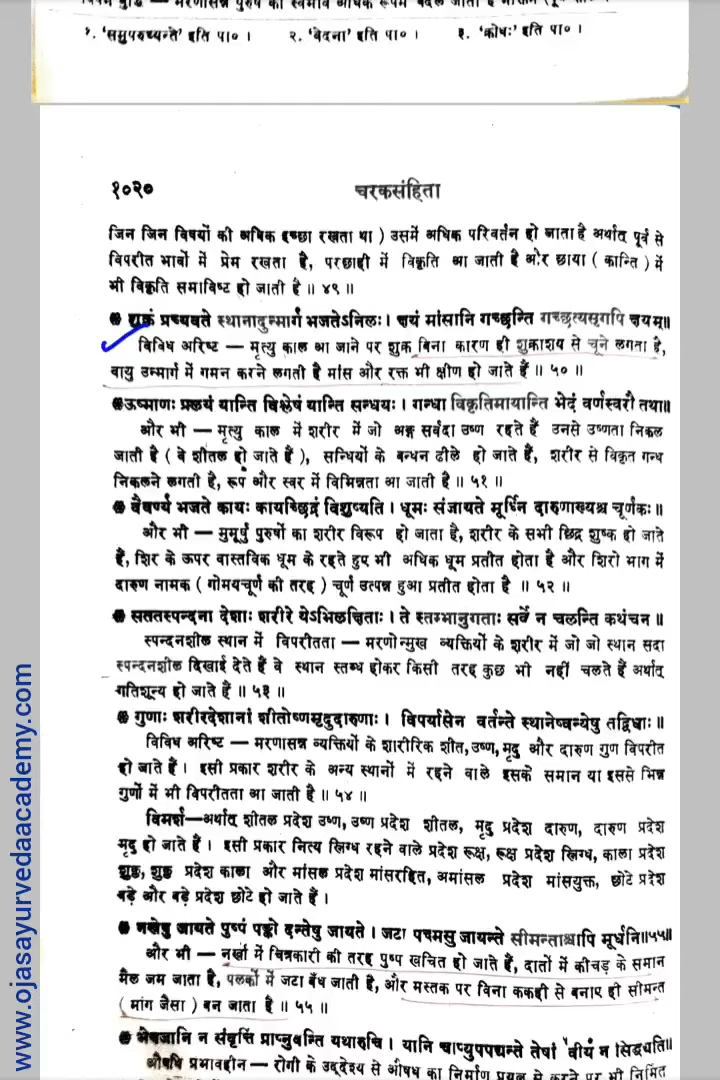 १. 'समुपरुध्यन्ते' इति पा० । २. 'वेदना' इति पा० । ३. 'क्रोधः' इति पा० ।
१०२० चरकसंहिता
जिन जिन विषयों की अधिक इच्छा रखता था ) उसमें अधिक परिवर्तन हो जाता है अर्थात् पूर्व से
विपरीत भावों में प्रेम रखता है, परछाही में विकृति आ जाती है और छाया ( कान्ति ) में
भी विकृति समाविष्ट हो जाती है ॥ ४९ ॥
शुक्रं प्रच्यवते स्थानादुन्मार्गं भजतेऽनिलः । क्षयं मांसानि गच्छन्ति गच्छत्यसृगपि क्षयम्॥
विविध अरिष्ट — मृत्यु काल आ जाने पर शुक्र बिना कारण ही शुक्राशय से चूने लगता है,
वायु उन्मार्ग में गमन करने लगती है मांस और रक्त भी क्षीण हो जाते हैं ॥ ५० ॥
ऊष्माणः प्रलयं यान्ति विश्लेषं यान्ति सन्धयः । गन्धा विकृतिमायान्ति भेदं वर्णस्वरौ तथा॥
और भी — मृत्यु काल में शरीर में जो अङ्ग सर्वदा उष्ण रहते हैं उनसे उष्णता निकल
जाती है ( वे शीतल हो जाते हैं ), सन्धियों के बन्धन ढीले हो जाते हैं, शरीर से विकृत गन्ध
निकलने लगती है, रूप और स्वर में विभिन्नता आ जाती है ॥ ५१ ॥
वैवर्ण्यं भजते कायः कायच्छिद्रं विशुष्यति । धूमः संजायते मूर्ध्नि दारुणाख्यश्च चूर्णकः॥
और भी — मुमूर्षु पुरुषों का शरीर विरूप हो जाता है, शरीर के सभी छिद्र शुष्क हो जाते
हैं, शिर के ऊपर वास्तविक धूम के रहते हुए भी अधिक धूम प्रतीत होता है और शिरो भाग में
दारुण नामक ( गोमयचूर्ण की तरह ) चूर्ण उत्पन्न हुआ प्रतीत होता है ॥ ५२ ॥
सततस्पन्दना देशाः शरीरे येऽभिलक्षिताः । ते स्तम्भानुगताः सर्वे न चलन्ति कथंचन ॥
स्पन्दनशील स्थान में विपरीतता — मरणोन्मुख व्यक्तियों के शरीर में जो जो स्थान सदा
स्पन्दनशील दिखाई देते हैं वे स्थान स्तब्ध होकर किसी तरह कुछ भी नहीं चलते हैं अर्थात्
गतिशून्य हो जाते हैं ॥ ५३ ॥
गुणाः शरीरदेशानां शीतोष्णमृदुदारुणाः । विपर्यासेन वर्तन्ते स्थानेष्वन्येषु तद्विधाः ॥
विविध अरिष्ट — मरणासन्न व्यक्तियों के शारीरिक शीत, उष्ण, मृदु और दारुण गुण विपरीत
हो जाते हैं । इसी प्रकार शरीर के अन्य स्थानों में रहने वाले इसके समान या इससे भिन्न
गुणों में भी विपरीतता आ जाती है ॥ ५४ ॥
विमर्श—अर्थात् शीतल प्रदेश उष्ण, उष्ण प्रदेश शीतल, मृदु प्रदेश दारुण, दारुण प्रदेश
मृदु हो जाते हैं । इसी प्रकार नित्य स्निग्ध रहने वाले प्रदेश रूक्ष, रूक्ष प्रदेश स्निग्ध, काला प्रदेश
शुक्ल, शुक्ल प्रदेश काला और मांसल प्रदेश मांसरहित, अमांसल प्रदेश मांसयुक्त, छोटे प्रदेश
बड़े और बड़े प्रदेश छोटे हो जाते हैं ।
नखेषु जायते पुष्पं पङ्को दन्तेषु जायते । जटा पक्ष्मसु जायन्ते सीमन्ताश्चापि मूर्धनि॥५५॥
और भी — नखों में चित्रकारी की तरह पुष्प खचित हो जाते हैं, दातों में कीचड़ के समान
मैल जम जाता है, पलकों में जटा बँध जाती है, और मस्तक पर विना ककही से बनाए ही सीमन्त
( मांग जैसा ) बन जाता है ॥ ५५ ॥
भेषजानि न संवृत्तिं प्राप्नुवन्ति यथारुचि । यानि चाप्युपपद्यन्ते तेषां वीर्यं न सिद्ध्यति॥
औषधि प्रभावहीन — रोगी के उद्देश्य से औषध का निर्माण प्रयत्न से करने पर भी निर्मित
www.ojasayurvedaacademy.com